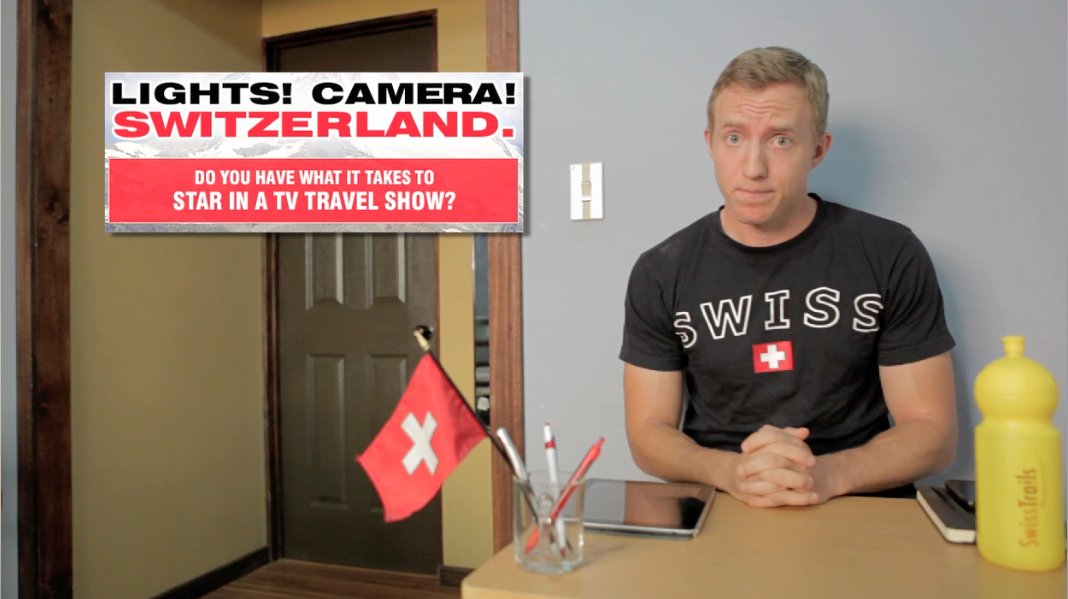 LIGHTS! CAMERA!
SWITZERLAND.
DO YOU HAVE WHAT IT TAKES TO
STAR IN A TV TRAVEL SHOW?
SWISS
SwissTrails